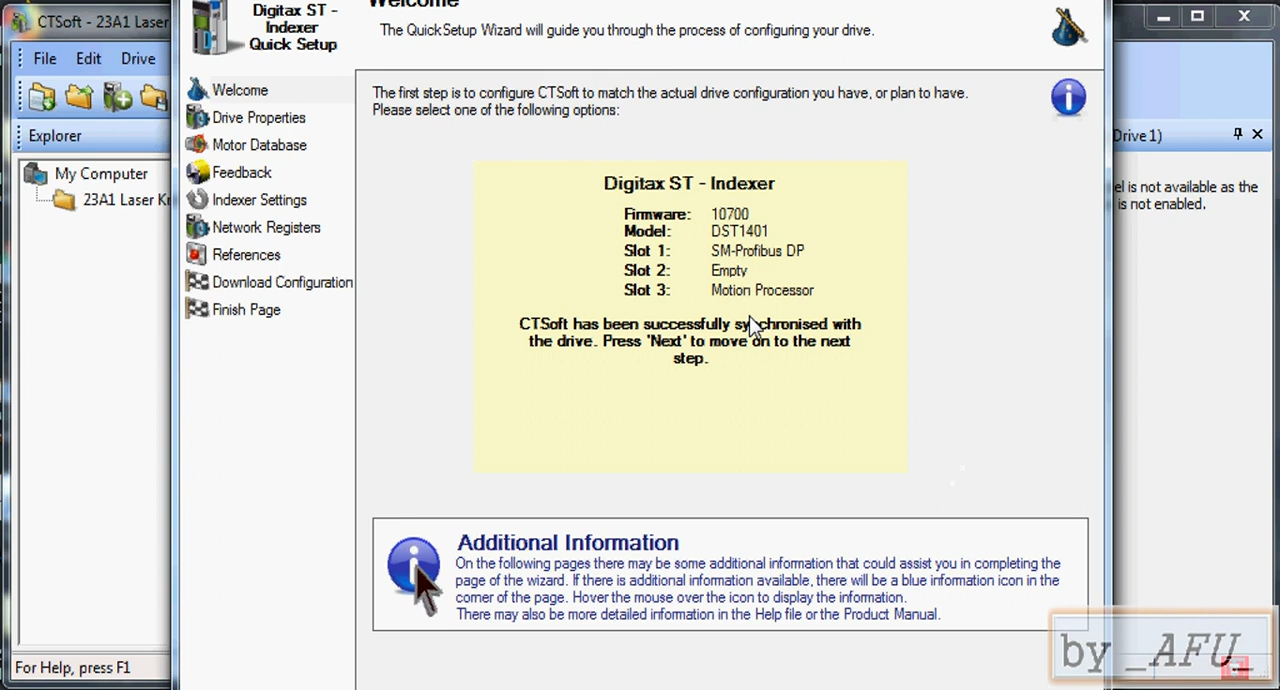 CTSoft - 23A1 Laser
File Edit Drive
Explorer
My Computer
23A1 Laser
For Help, press F1
Digitax ST -
Indexer
Quick Setup
Welcome
Drive Properties
Motor Database
Feedback
Indexer Settings
Network Registers
References
Download Configuration
Finish Page
Welcome
The QuickSetup Wizard will guide you through the process of configuring your drive.
The first step is to configure CTSoft to match the actual drive configuration you have, or plan to have.
Please select one of the following options:
Digitax ST - Indexer
Firmware: 10700
Model: DST1401
Slot 1: SM-Profibus DP
Slot 2: Empty
Slot 3: Motion Processor
CTSoft has been successfully synchronised with
the drive. Press 'Next' to move on to the next
step.
Additional Information
On the following pages there may be some additional information that could assist you in completing the
page of the wizard. If there is additional information available, there will be a blue information icon in the
corner of the page. Hover the mouse over the icon to display the information.
There may also be more detailed information in the Help file or the Product Manual.
Drive 1)
is not available as the
is not enabled.
by _AFU_